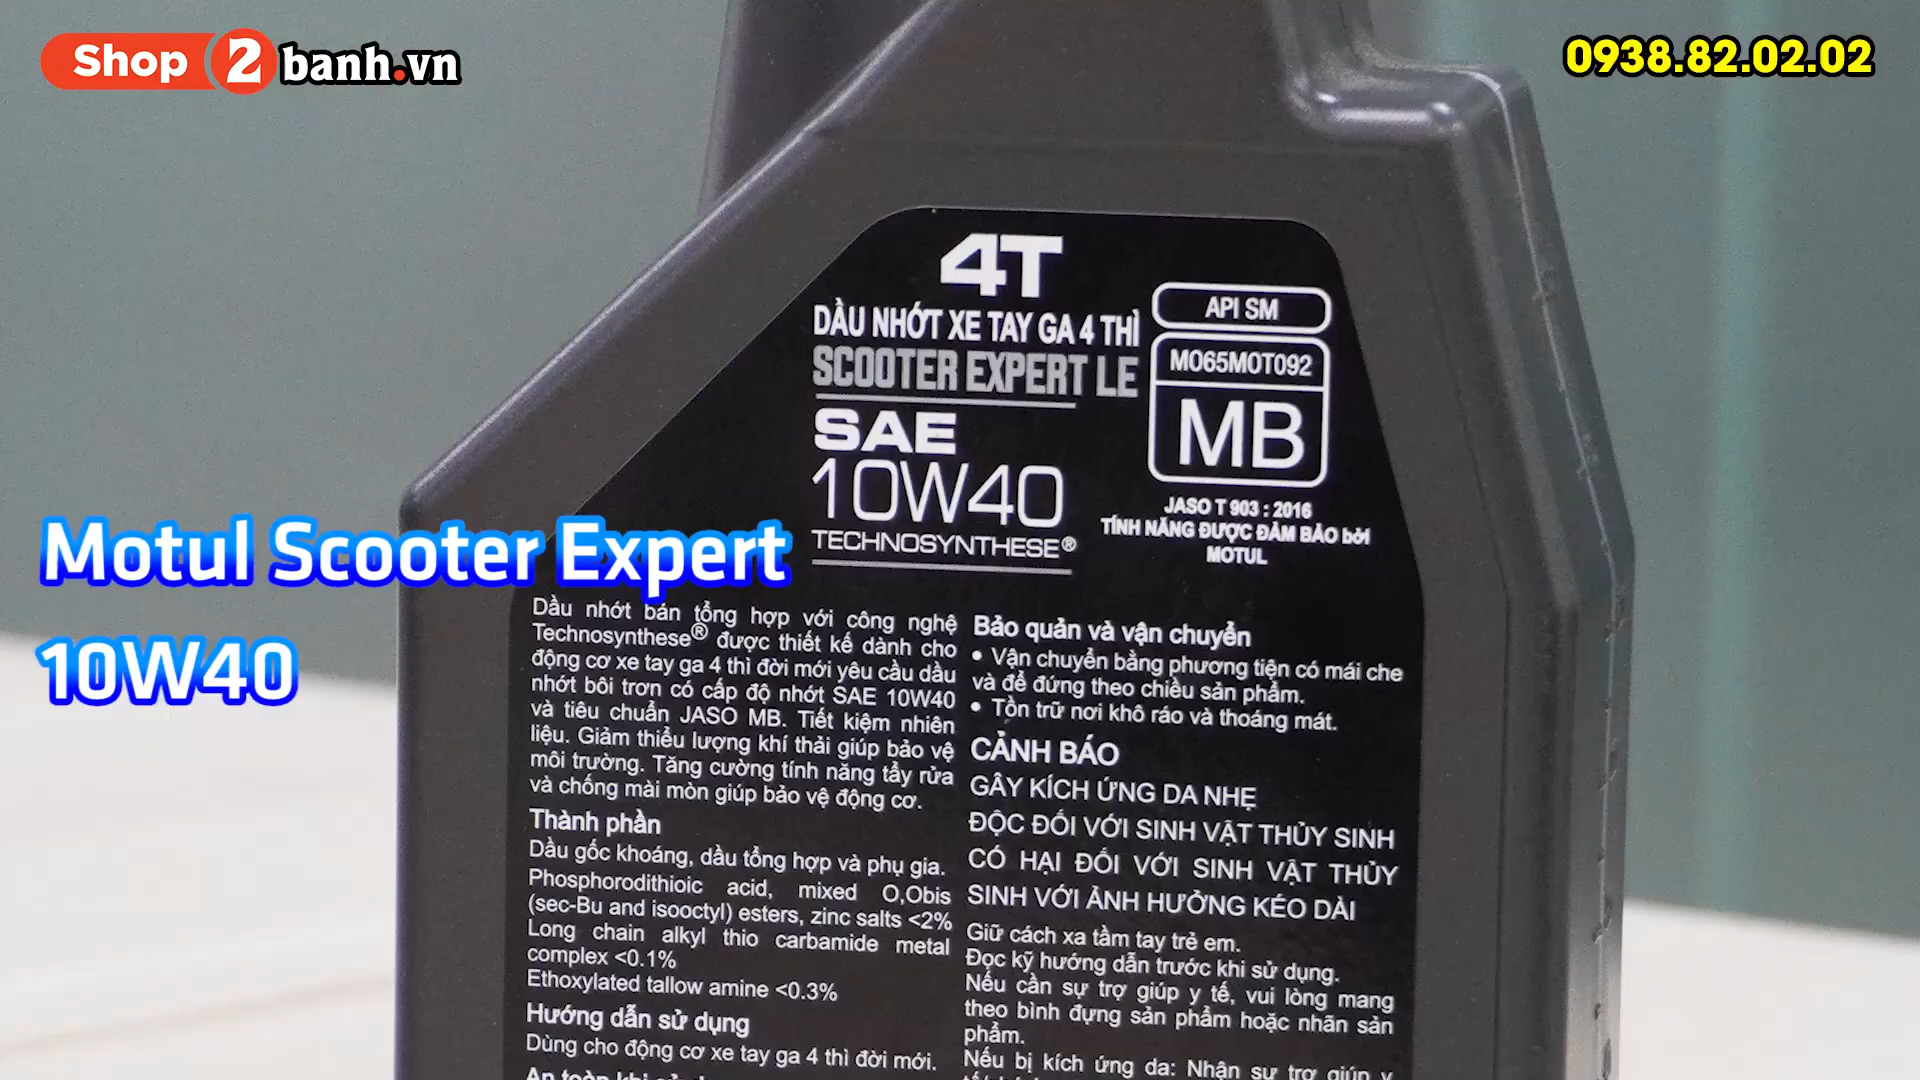 Shop 2 banh.vn
0938.82.02.02
4T
DẦU NHỚT XE TAY GA 4 THÌ
SCOOTER EXPERT LE
SAE
10W40
TECHNOSYNTHESE®
API SM
MO65MOT092
MB
JASO T 903 : 2016
TÍNH NĂNG ĐƯỢC ĐẢM BẢO bởi
MOTUL
Motul Scooter Expert
10W40
Dầu nhớt bán tổng hợp với công nghệ
Technosynthese® được thiết kế dành cho
động cơ xe tay ga 4 thì đời mới yêu cầu dầu
nhớt bôi trơn có cấp độ nhớt SAE 10W40
và tiêu chuẩn JASO MB. Tiết kiệm nhiên
liệu. Giảm thiểu lượng khí thải giúp bảo vệ
môi trường. Tăng cường tính năng tẩy rửa
và chống mài mòn giúp bảo vệ động cơ.
Thành phần
Dầu gốc khoáng, dầu tổng hợp và phụ gia.
Phosphorodithioic acid, mixed O,Obis
(sec-Bu and isooctyl) esters, zinc salts <2%
Long chain alkyl thio carbamide metal
complex <0.1%
Ethoxylated tallow amine <0.3%
Hướng dẫn sử dụng
Dùng cho động cơ xe tay ga 4 thì đời mới.
Bảo quản và vận chuyển
• Vận chuyển bằng phương tiện có mái che
và để đứng theo chiều sản phẩm.
• Tồn trữ nơi khô ráo và thoáng mát.
CẢNH BÁO
GÂY KÍCH ỨNG DA NHẸ
ĐỘC ĐỐI VỚI SINH VẬT THỦY SINH
CÓ HẠI ĐỐI VỚI SINH VẬT THỦY
SINH VỚI ẢNH HƯỞNG KÉO DÀI
Giữ cách xa tầm tay trẻ em.
Đọc kỹ hướng dẫn trước khi sử dụng.
Nếu cần sự trợ giúp y tế, vui lòng mang
theo bình đựng sản phẩm hoặc nhãn sản
phẩm.
Nếu bị kích ứng da: Nhận sự trợ giúp y